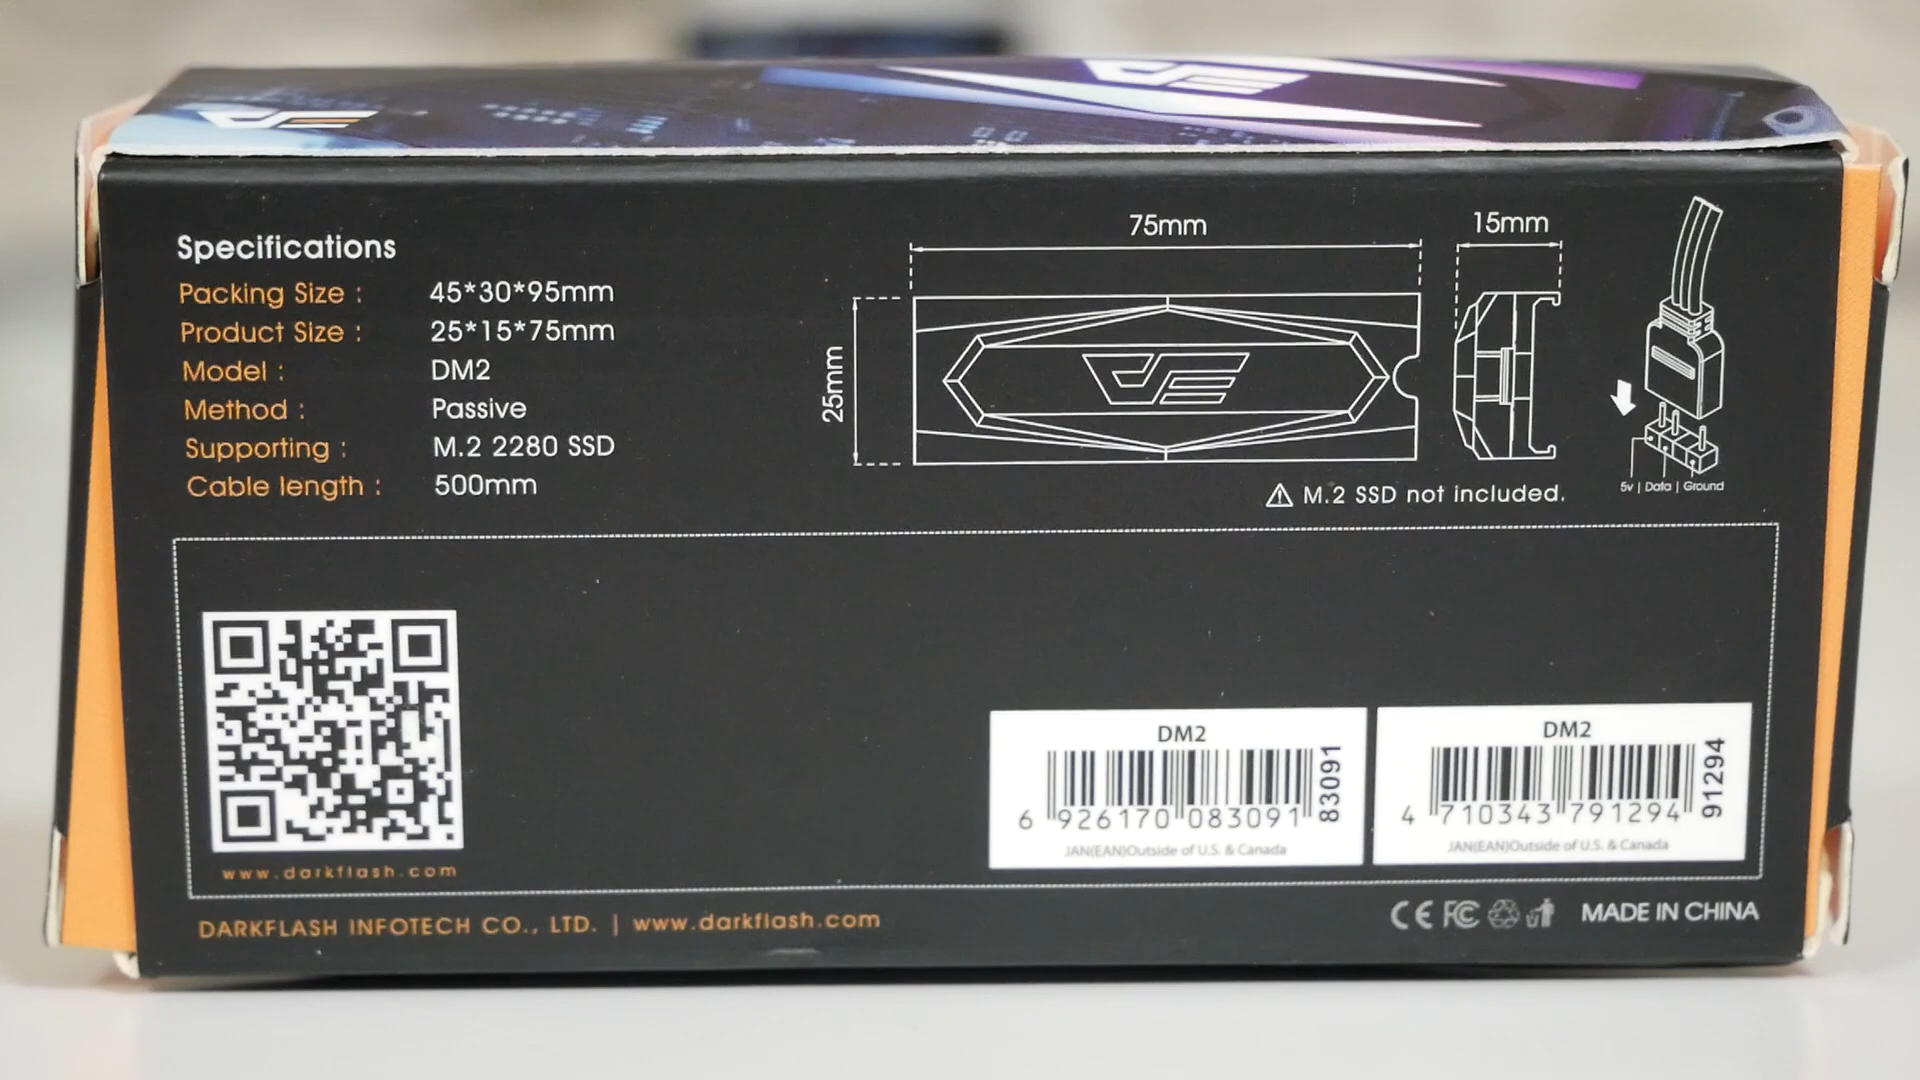 Specifications
Packing Size : 45*30*95mm
Product Size : 25*15*75mm
Model : DM2
Method : Passive
Supporting : M.2 2280 SSD
Cable length : 500mm
75mm
15mm
25mm
M.2 SSD not included.
5v | Data | Ground
www.darkflash.com
DM2
6 926170 083091
83091
JAN(EAN)Outside of U.S. & Canada
DM2
4 710343 791294
91294
JAN(EAN)Outside of U.S. & Canada
DARKFLASH INFOTECH CO., LTD. | www.darkflash.com
CE FC MADE IN CHINA